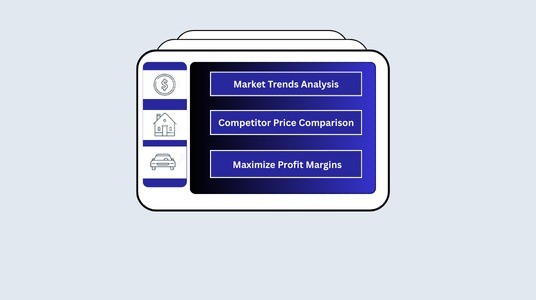 $
Market Trends Analysis
Competitor Price Comparison
Maximize Profit Margins